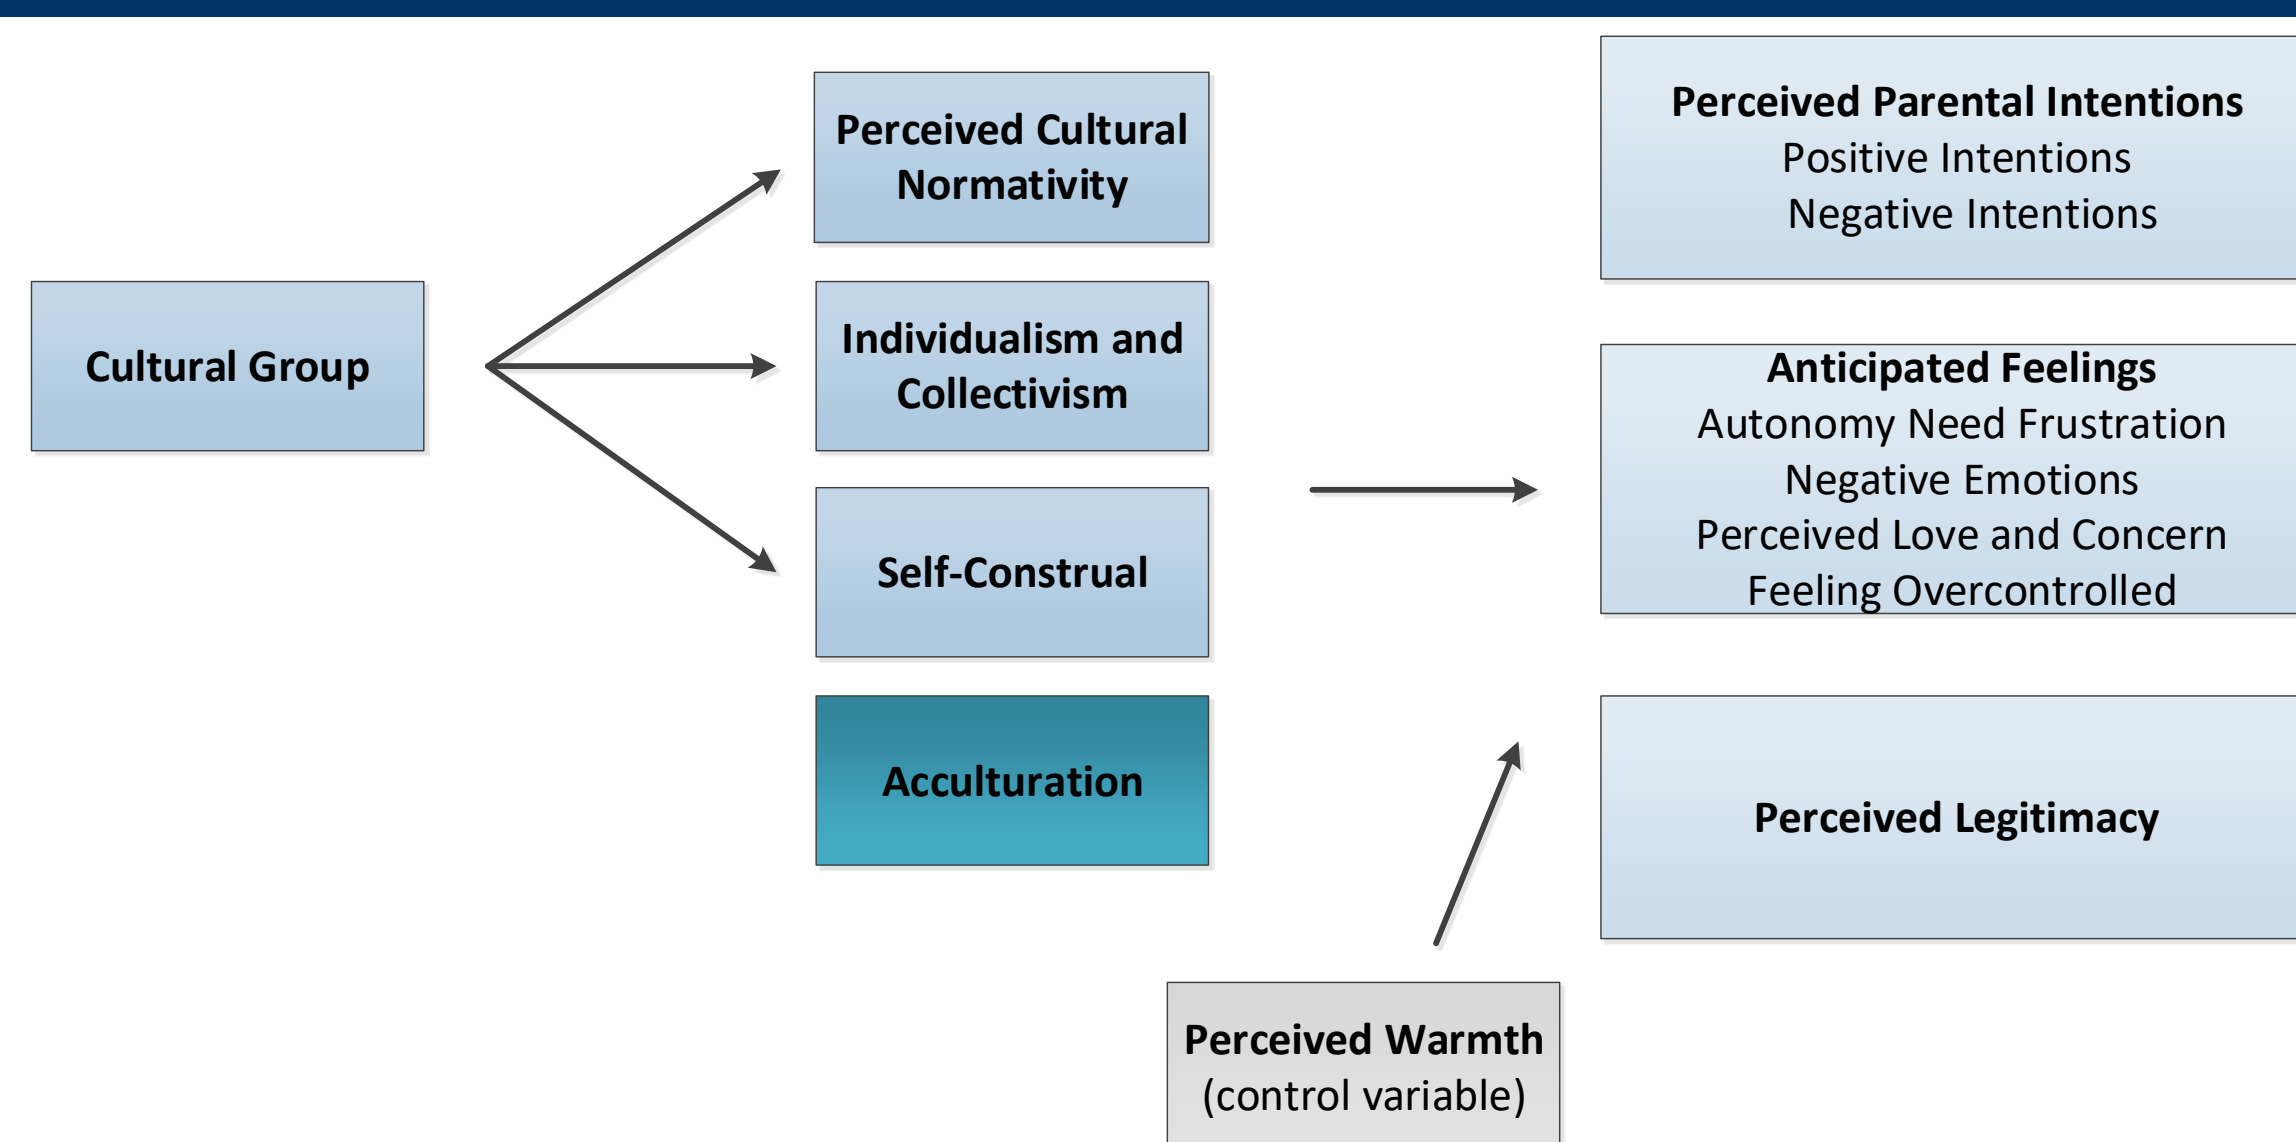 Cultural Group
Perceived Cultural
Normativity
Individualism and
Collectivism
Self-Construal
Acculturation
Perceived Warmth
(control variable)
Perceived Parental Intentions
Positive Intentions
Negative Intentions
Anticipated Feelings
Autonomy Need Frustration
Negative Emotions
Perceived Love and Concern
Feeling Overcontrolled
Perceived Legitimacy